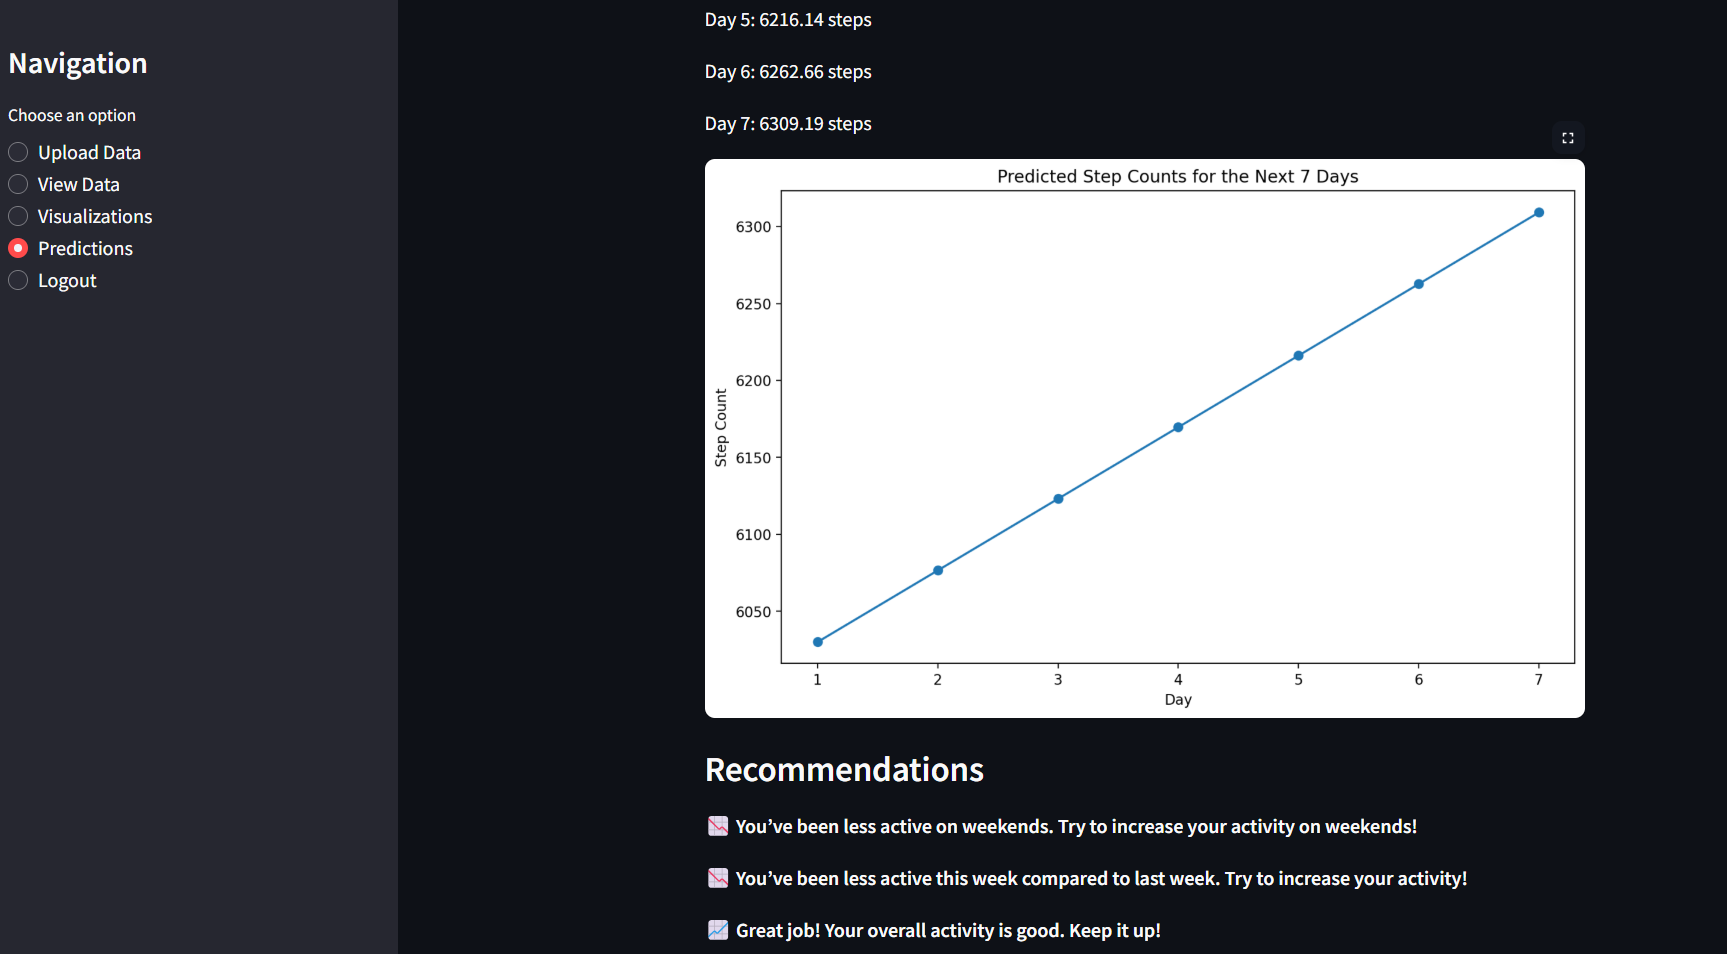 Navigation
Choose an option
Upload Data
View Data
Visualizations
Predictions
Logout
Day 5: 6216.14 steps
Day 6: 6262.66 steps
Day 7: 6309.19 steps
Predicted Step Counts for the Next 7 Days
6300
6250
6200
6150
6100
6050
Step Count
1 2 3 4 5 6 7
Day
Recommendations
You’ve been less active on weekends. Try to increase your activity on weekends!
You’ve been less active this week compared to last week. Try to increase your activity!
Great job! Your overall activity is good. Keep it up!